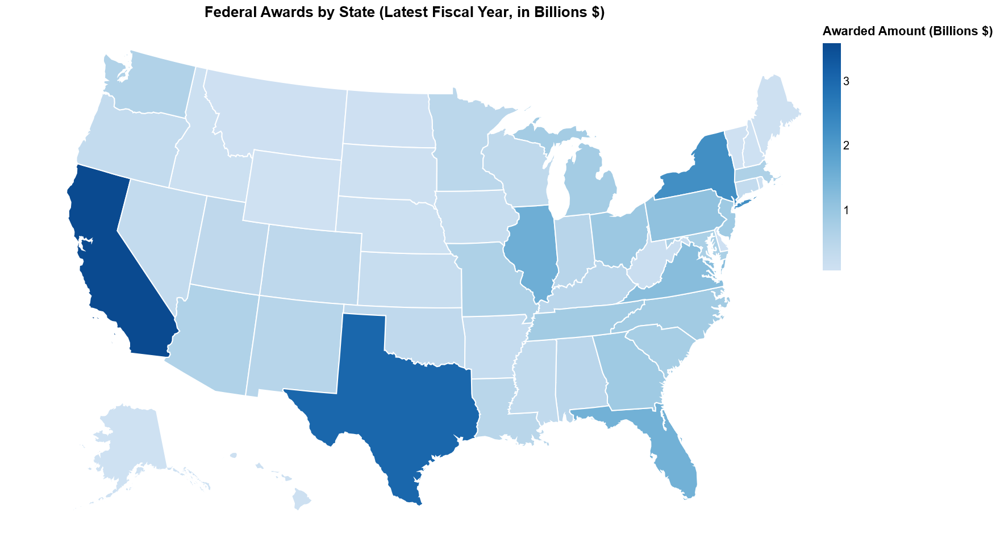 Federal Awards by State (Latest Fiscal Year, in Billions $)
Awarded Amount (Billions $)
3
2
1